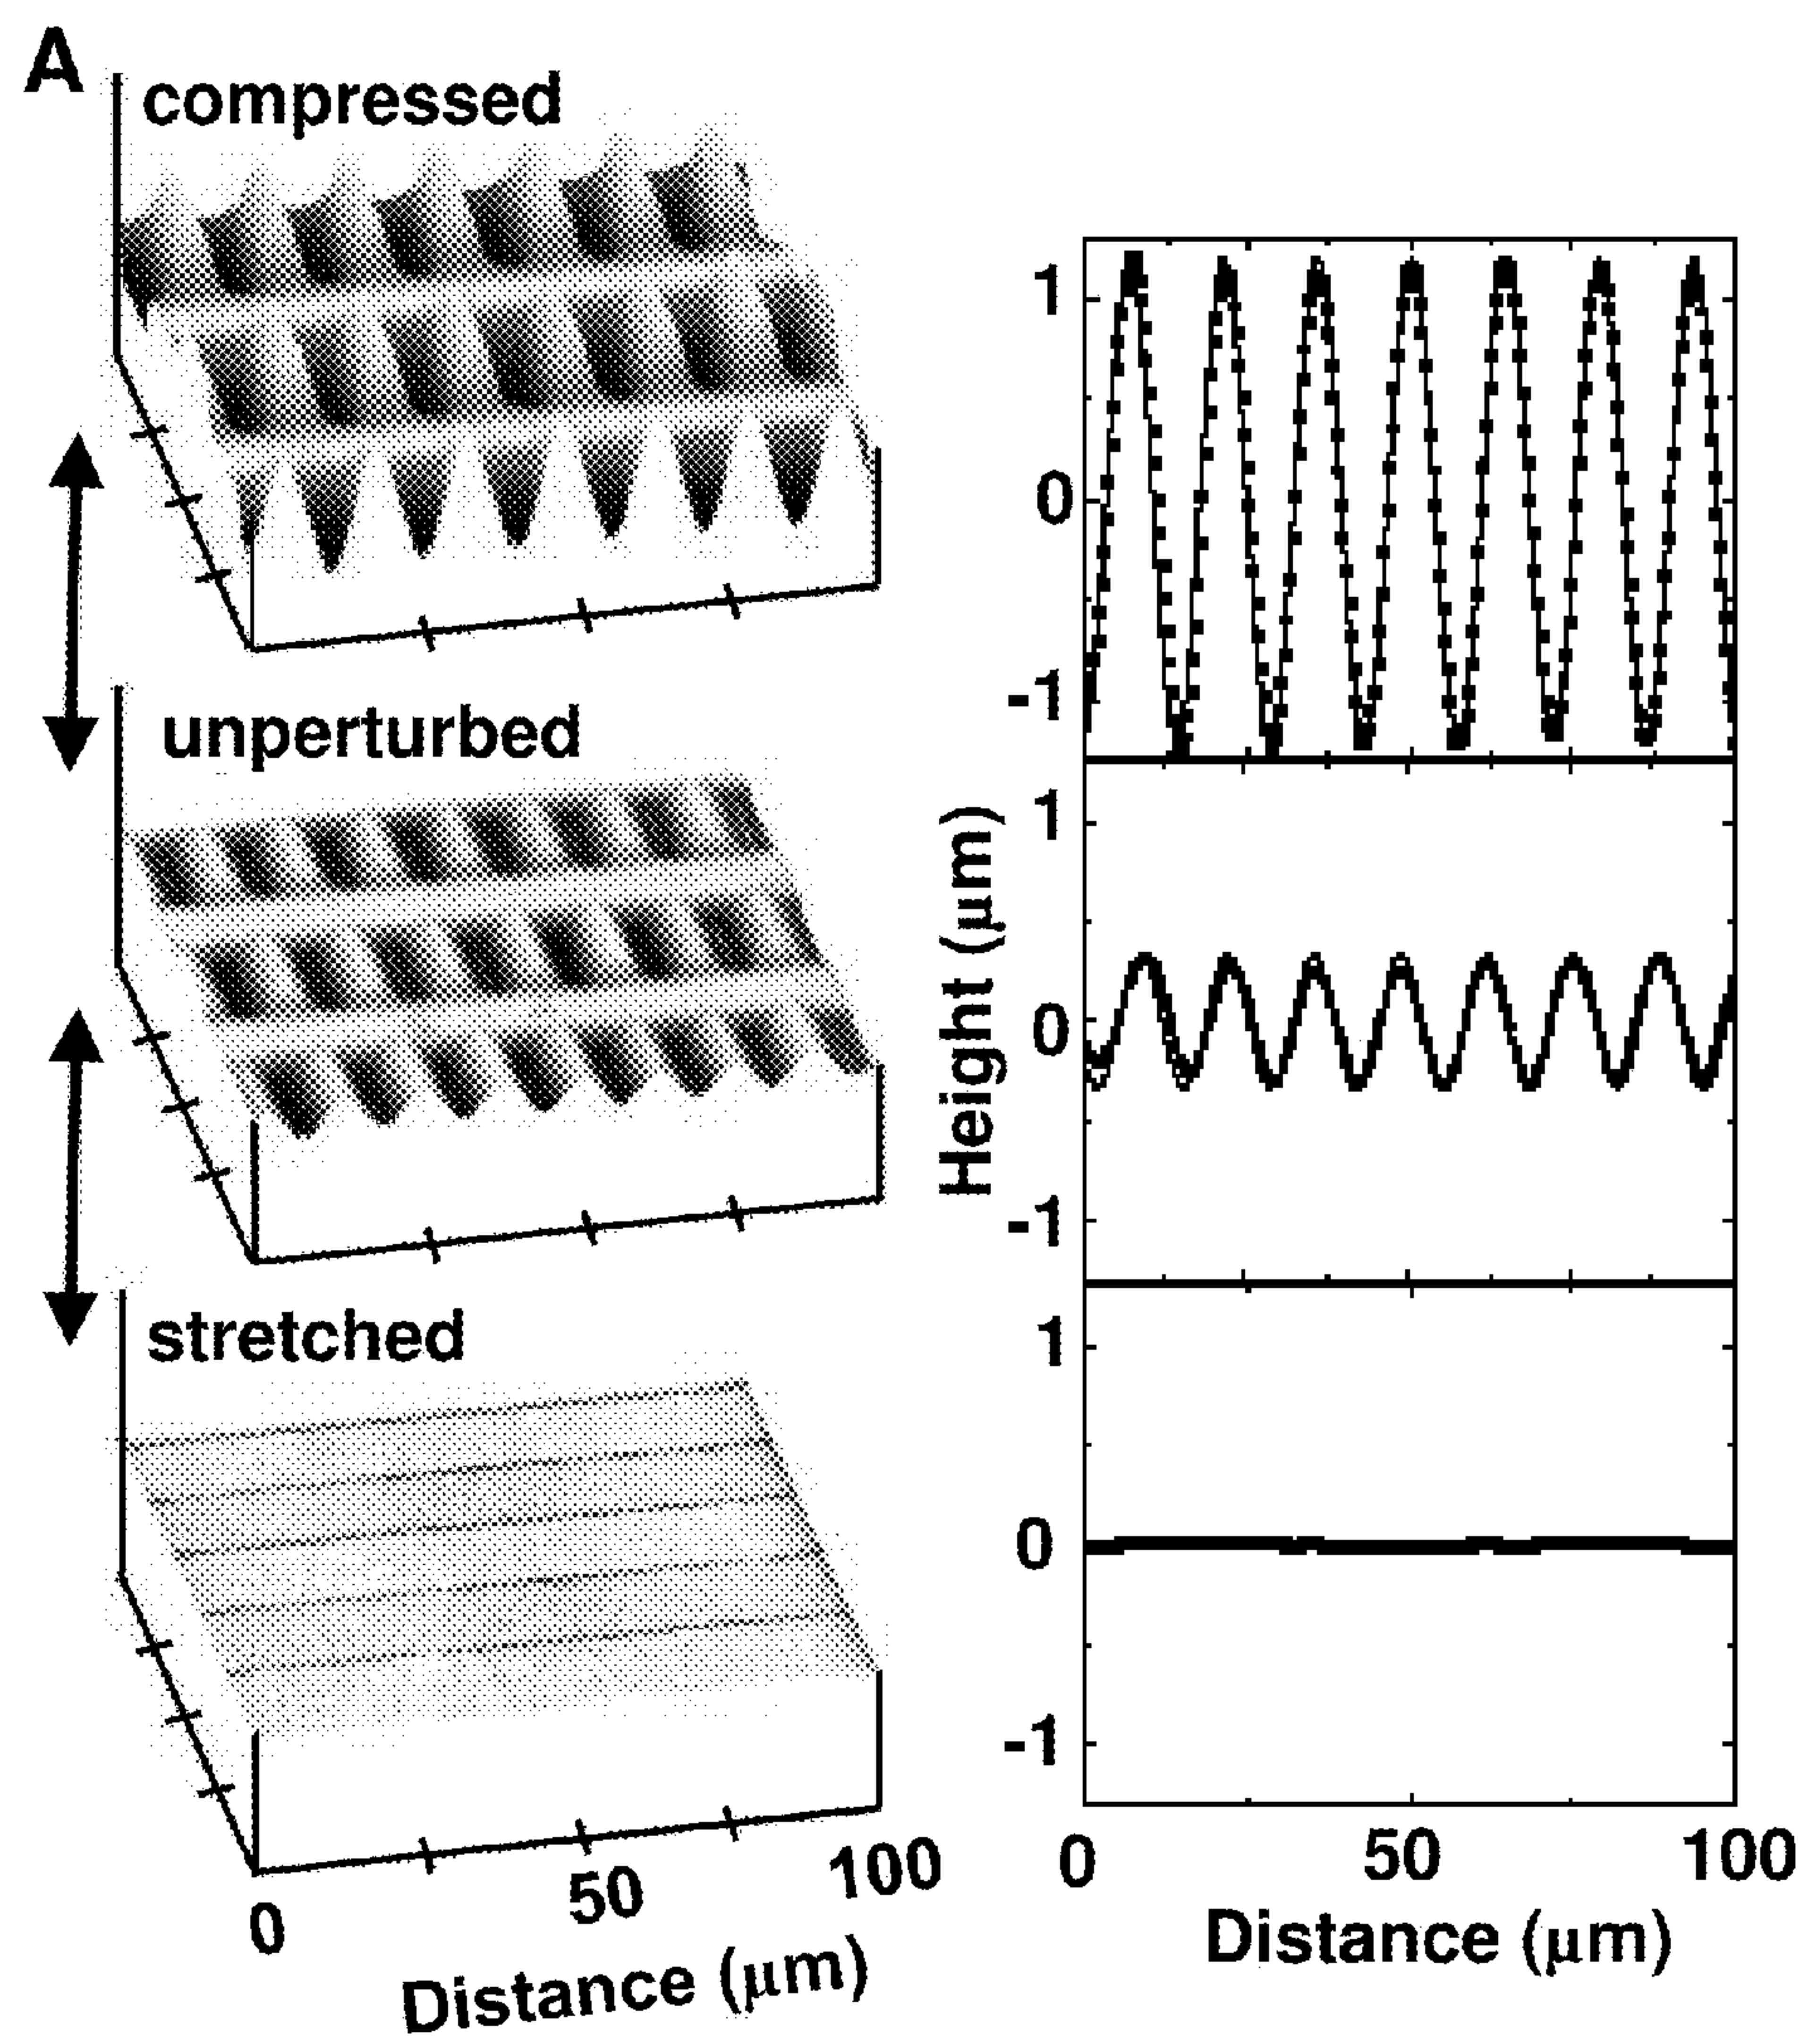 A
compressed
unperturbed
stretched
0
50
100
Distance (μm)
1
0
-1
1
0
-1
1
0
-1
Height (μm)
0
50
100
Distance (μm)